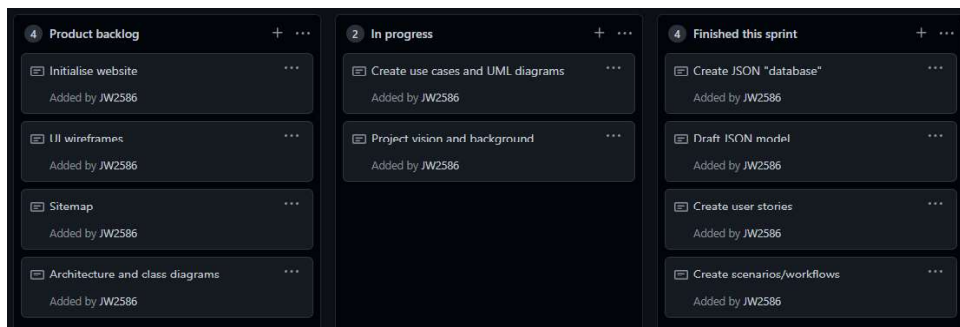 4 Product backlog
Initialise website
Added by JW2586
UI wireframes
Added by JW2586
Sitemap
Added by JW2586
Architecture and class diagrams
Added by JW2586
2 In progress
Create use cases and UML diagrams
Added by JW2586
Project vision and background
Added by JW2586
4 Finished this sprint
Create JSON "database"
Added by JW2586
Draft JSON model
Added by JW2586
Create user stories
Added by JW2586
Create scenarios/workflows
Added by JW2586